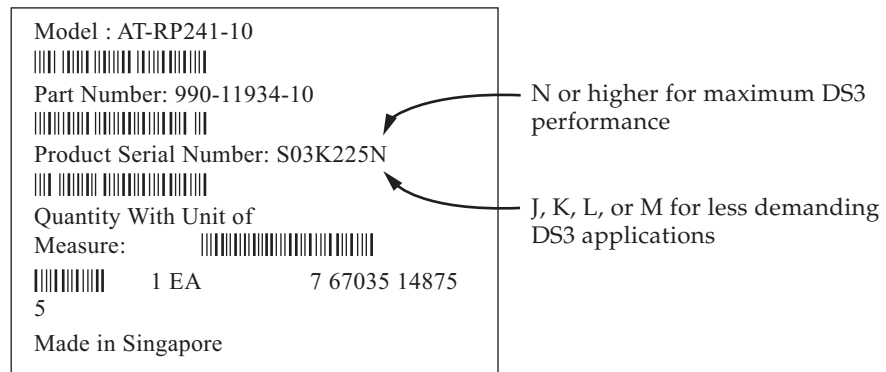 Model : AT-RP241-10
Part Number: 990-11934-10
Product Serial Number: S03K225N
Quantity With Unit of
Measure:
1 EA 7 67035 14875
5
Made in Singapore
N or higher for maximum DS3
performance
J, K, L, or M for less demanding
DS3 applications